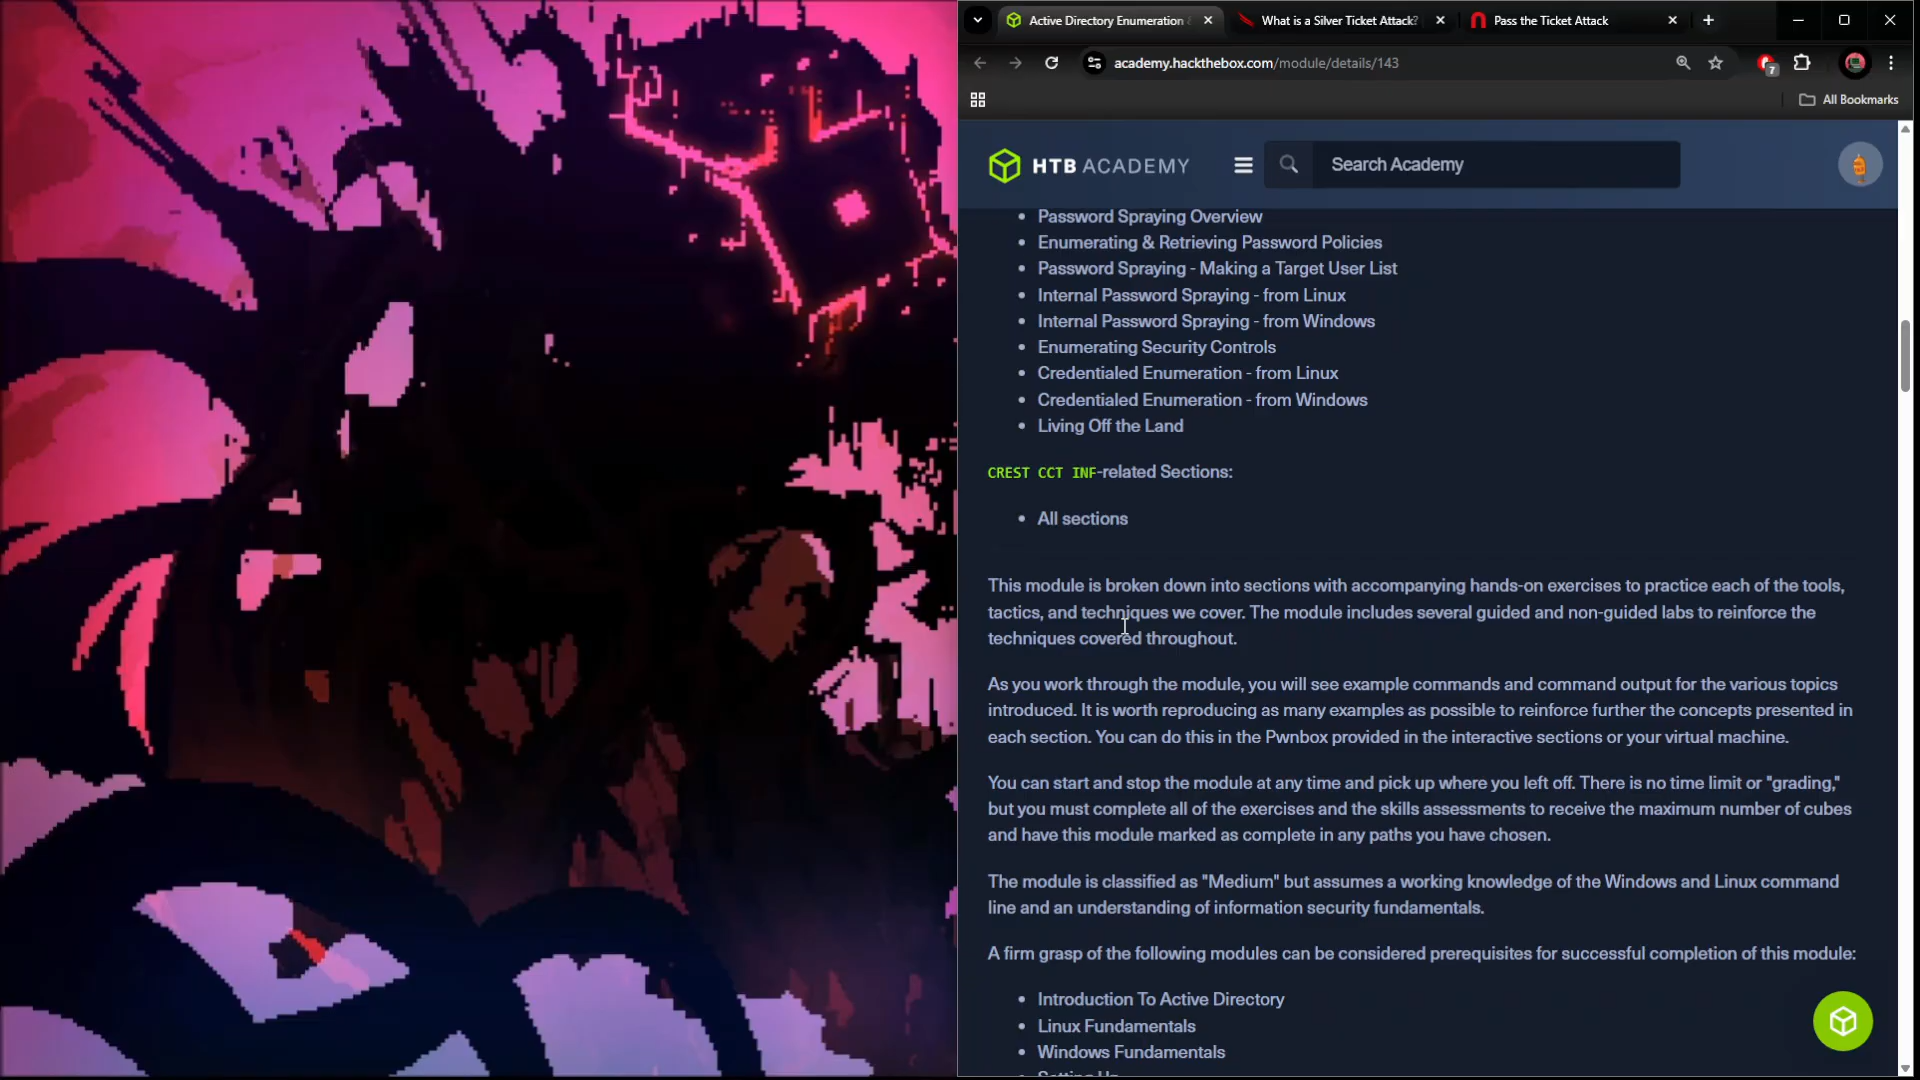 Active Directory Enumeration
What is a Silver Ticket Attack?
Pass the Ticket Attack
academy.hackthebox.com/module/details/143
7
All Bookmarks
HTB ACADEMY
Search Academy
• Password Spraying Overview
• Enumerating & Retrieving Password Policies
• Password Spraying - Making a Target User List
• Internal Password Spraying - from Linux
• Internal Password Spraying - from Windows
• Enumerating Security Controls
• Credentialed Enumeration - from Linux
• Credentialed Enumeration - from Windows
• Living Off the Land
CREST CCT INF-related Sections:
• All sections
This module is broken down into sections with accompanying hands-on exercises to practice each of the tools,
tactics, and techniques we cover. The module includes several guided and non-guided labs to reinforce the
techniques covered throughout.
As you work through the module, you will see example commands and command output for the various topics
introduced. It is worth reproducing as many examples as possible to reinforce further the concepts presented in
each section. You can do this in the Pwnbox provided in the interactive sections or your virtual machine.
You can start and stop the module at any time and pick up where you left off. There is no time limit or "grading,"
but you must complete all of the exercises and the skills assessments to receive the maximum number of cubes
and have this module marked as complete in any paths you have chosen.
The module is classified as "Medium" but assumes a working knowledge of the Windows and Linux command
line and an understanding of information security fundamentals.
A firm grasp of the following modules can be considered prerequisites for successful completion of this module:
• Introduction To Active Directory
• Linux Fundamentals
• Windows Fundamentals